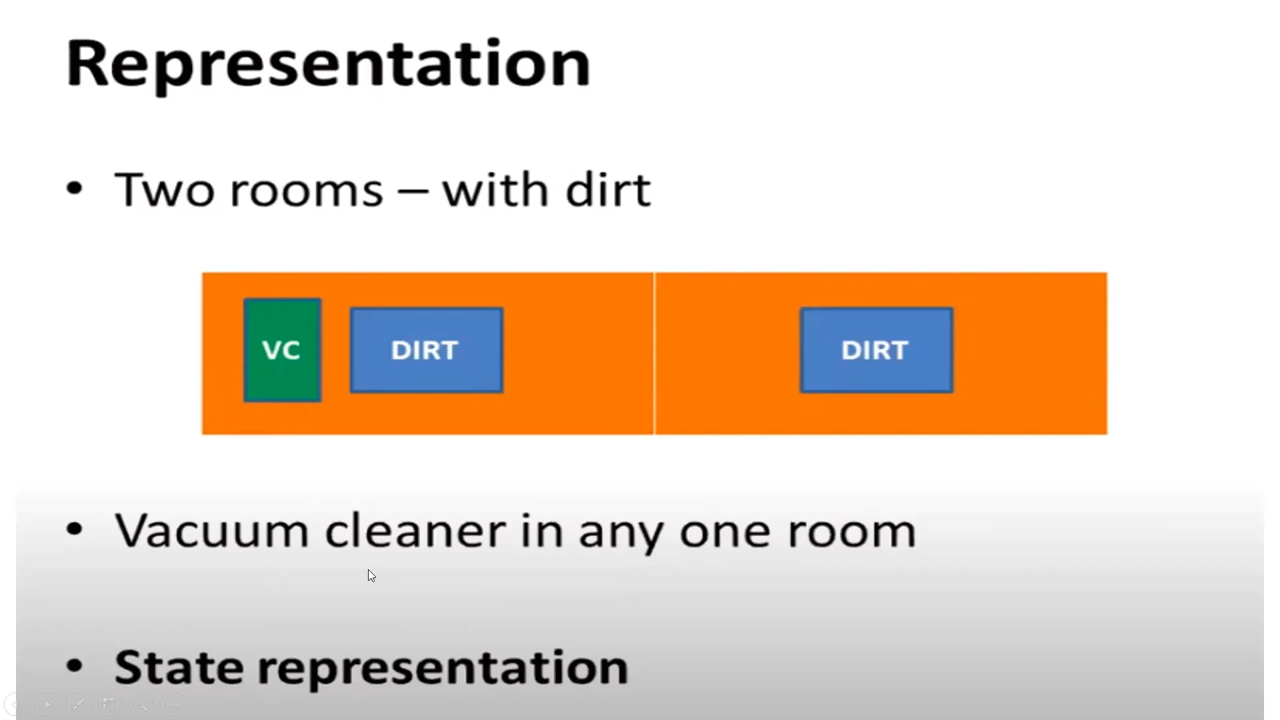 Representation
• Two rooms – with dirt
VC DIRT DIRT
• Vacuum cleaner in any one room
• State representation